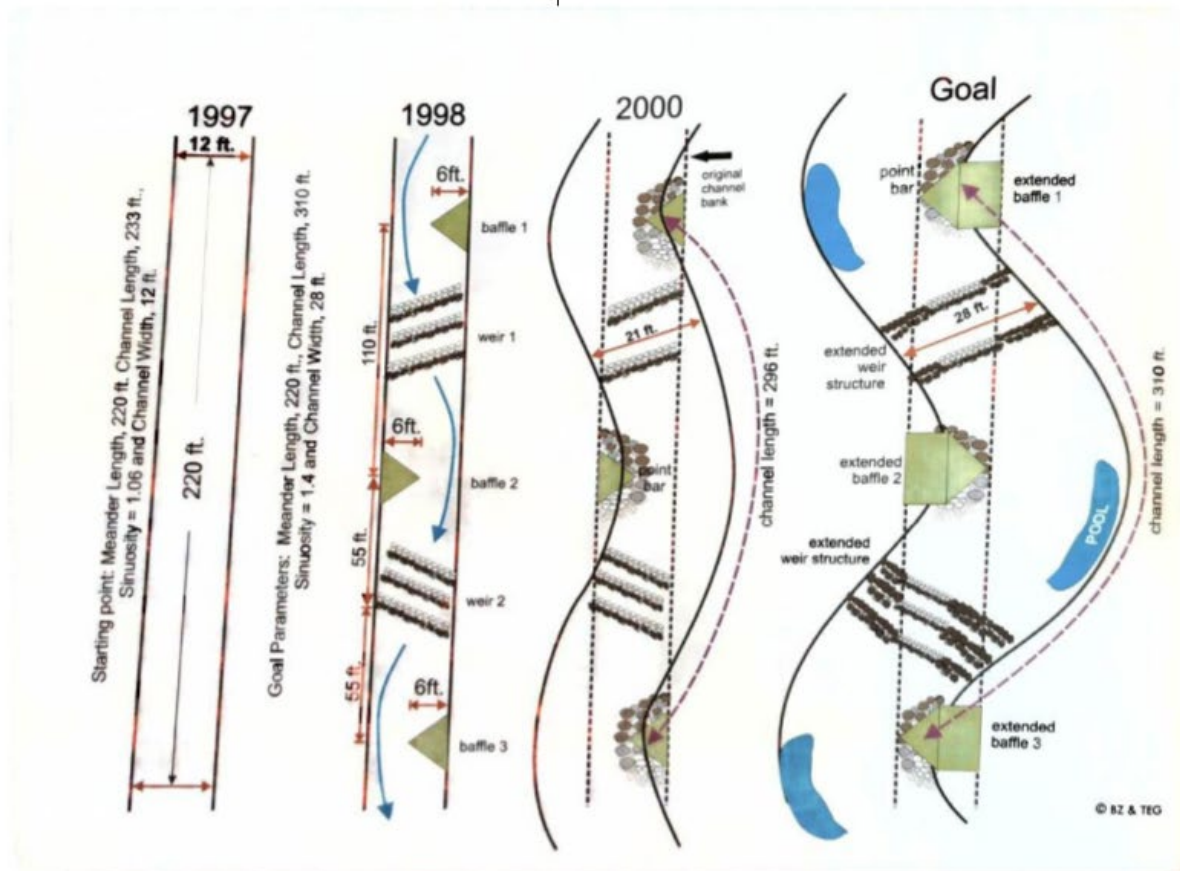 1997
12 ft.
220 ft.
Starting point: Meander Length, 220 ft. Channel Length, 233 ft.,
Sinuosity = 1.06 and Channel Width, 12 ft.
Goal Parameters: Meander Length, 220 ft., Channel Length, 310 ft.
Sinuosity = 1.4 and Channel Width, 28 ft.
1998
6ft.
baffle 1
110 ft.
weir 1
6ft.
baffle 2
55 ft.
weir 2
55 ft.
6ft.
baffle 3
2000
original
channel
bank
21 ft.
point
bar
channel length = 296 ft.
Goal
point
bar
extended
baffle 1
28 ft.
extended
weir
structure
extended
baffle 2
POOL
extended
weir structure
extended
baffle 3
channel length = 310 ft.
© BZ & TEG